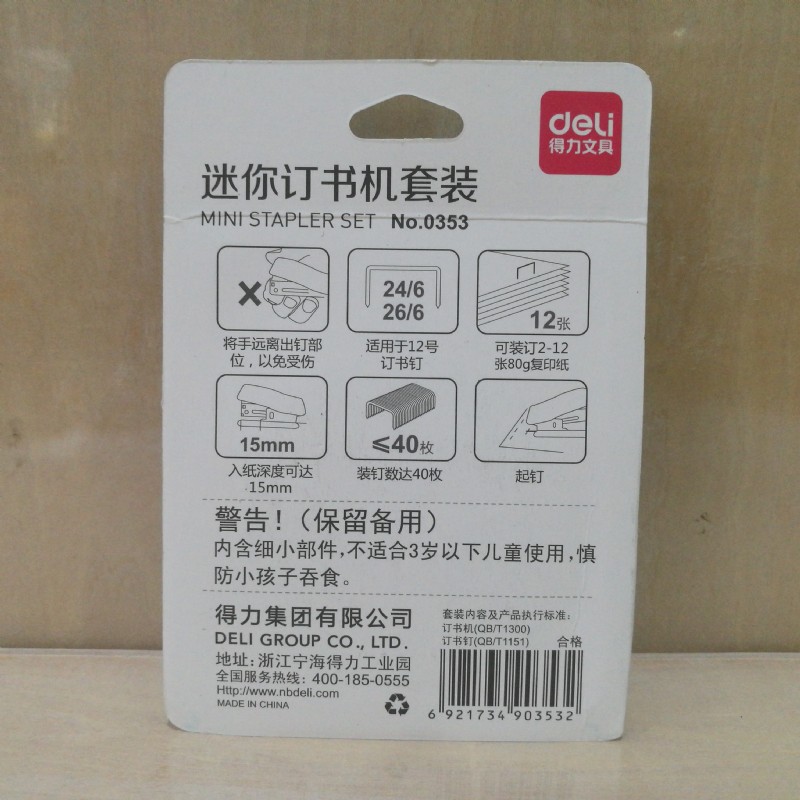 deli
得力文具
迷你订书机套装
MINI STAPLER SET No.0353
24/6
26/6
12张
将手远离出钉部
位，以免受伤
适用于12号
订书钉
可装订2-12
张80g复印纸
15mm
≤40枚
入纸深度可达
15mm
装钉数达40枚
起钉
警告！（保留备用）
内含细小部件,不适合3岁以下儿童使用,慎
防小孩子吞食。
得力集团有限公司
DELI GROUP CO., LTD.
地址: 浙江宁海得力工业园
全国服务热线: 400-185-0555
Http://www.nbdeli.com
MADE IN CHINA
套装内容及产品执行标准:
订书机(QB/T1300)
订书钉(QB/T1151) 合格
6 921734 903532